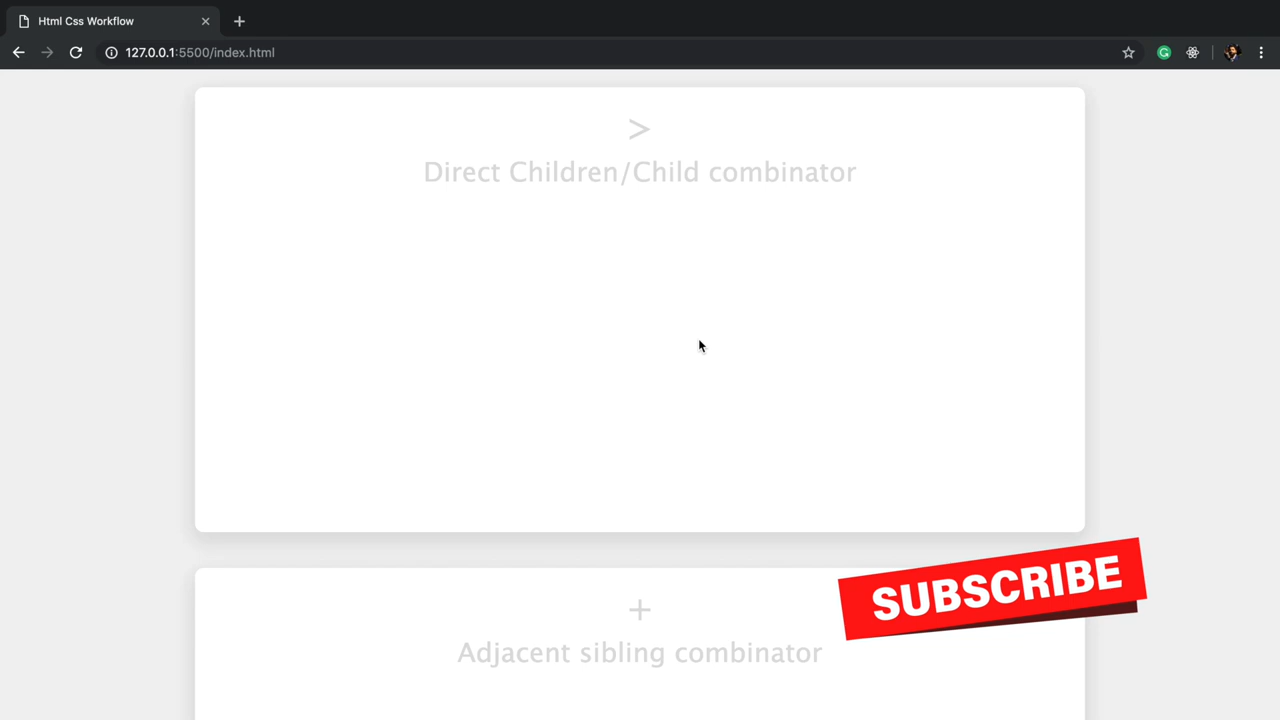 Html Css Workflow
127.0.0.1:5500/index.html
>
Direct Children/Child combinator
+
Adjacent sibling combinator
SUBSCRIBE